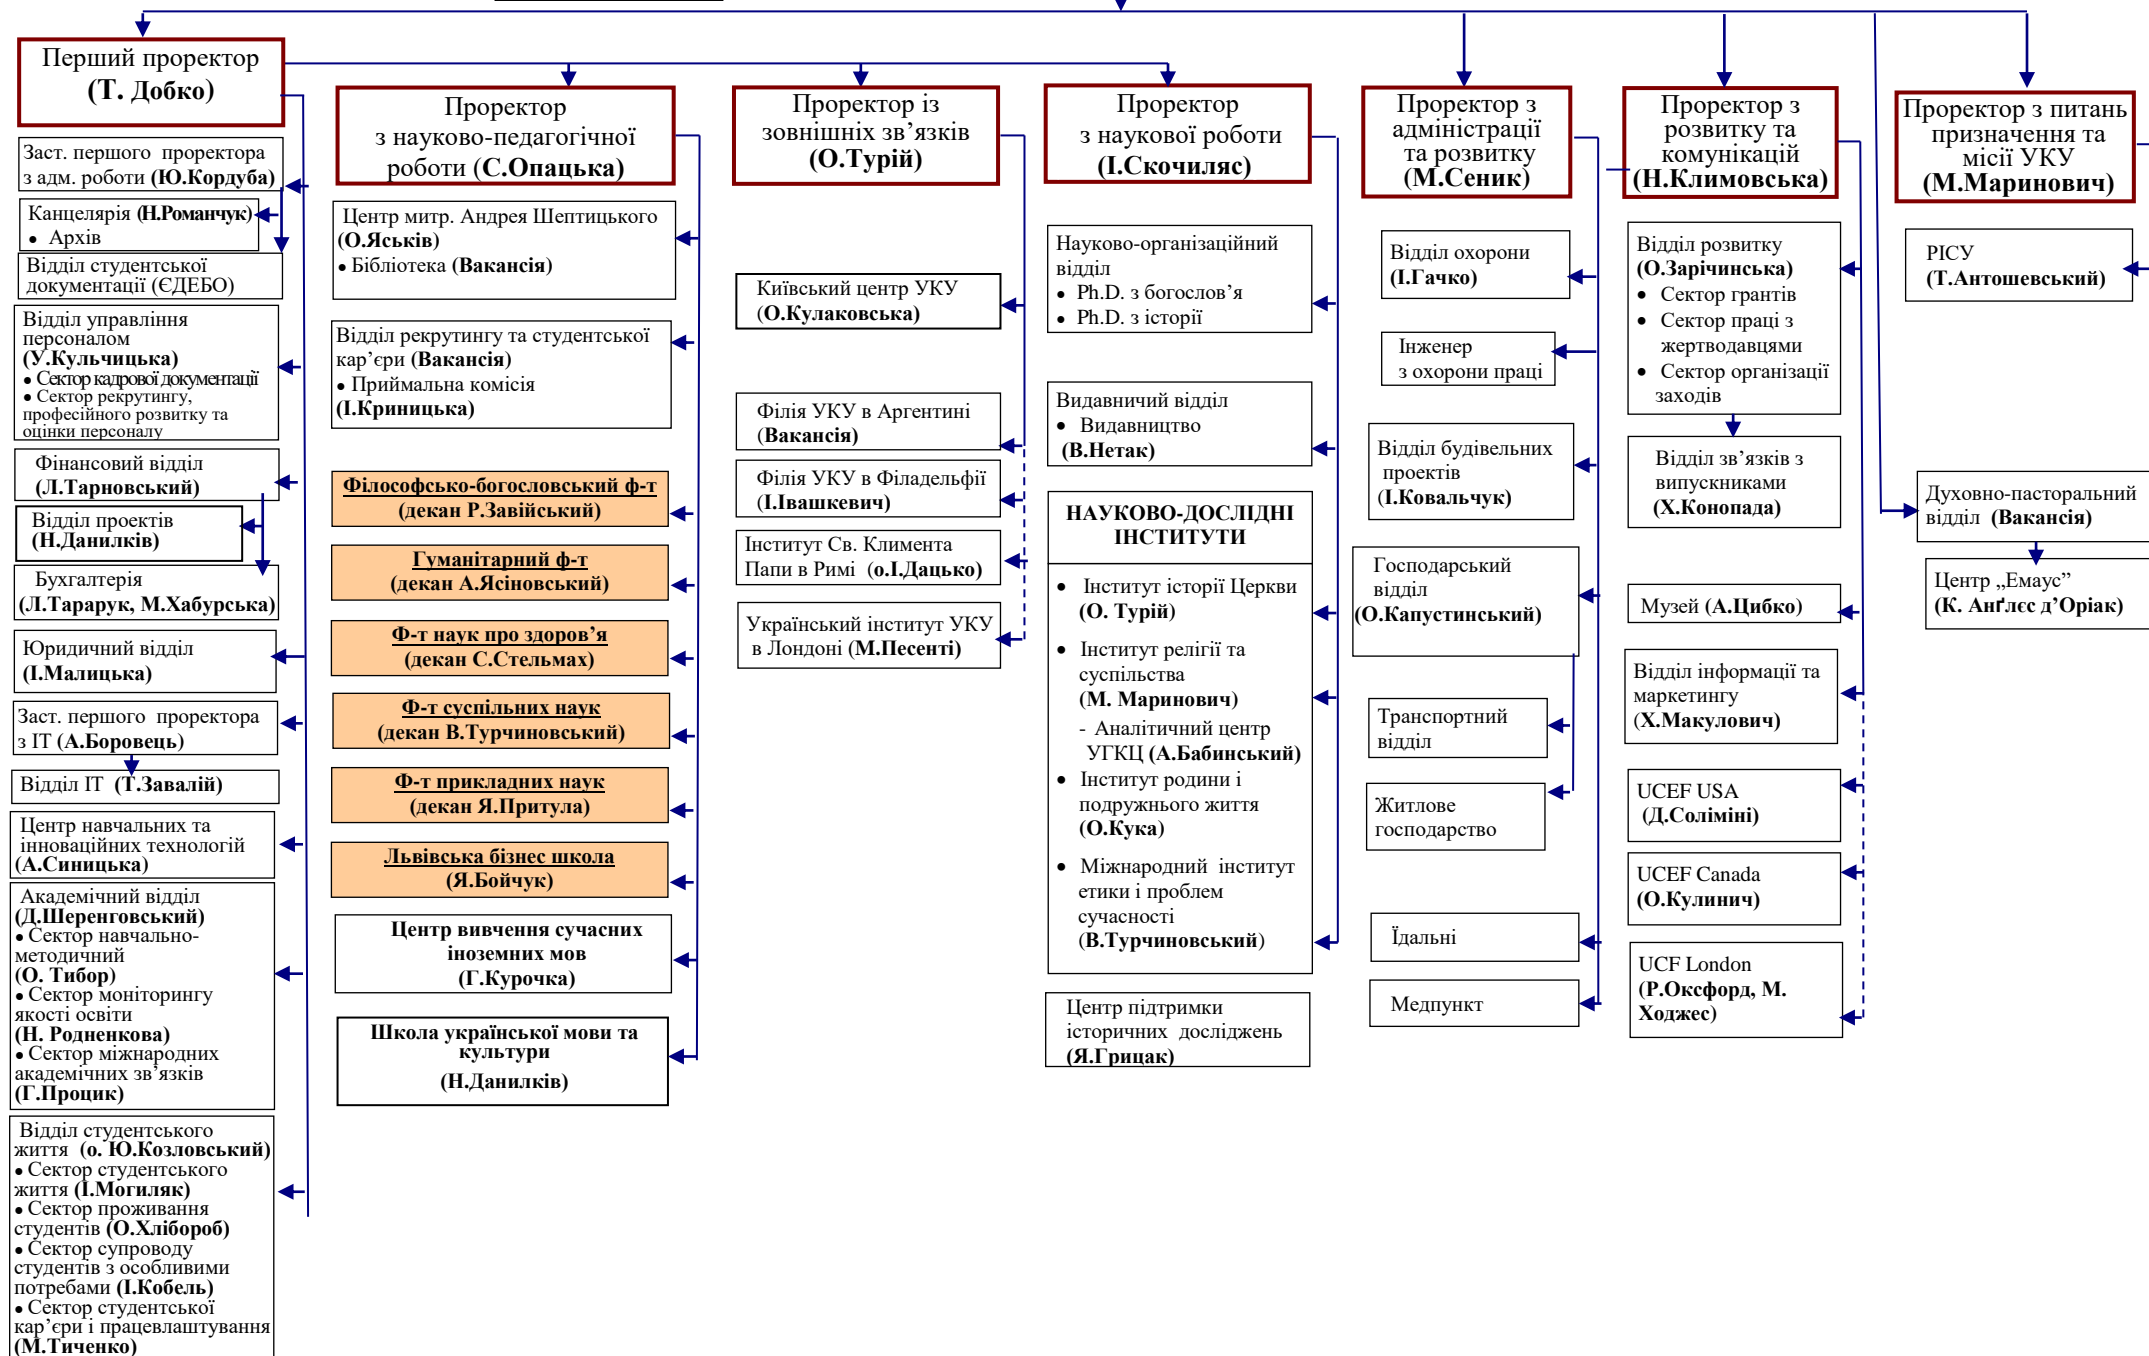 Перший проректор
(Т. Добко)
Заст. першого проректора
з адм. роботи (Ю.Кордуба)
Канцелярія (Н.Романчук)
• Архів
Відділ студентської
документації (ЄДЕБО)
Відділ управління
персоналом
(У.Кульчицька)
• Сектор кадрової документації
• Сектор рекрутингу,
професійного розвитку та
оцінки персоналу
Фінансовий відділ
(Л.Тарновський)
Відділ проектів
(Н.Данилків)
Бухгалтерія
(Л.Тарарук, М.Хабурська)
Юридичний відділ
(І.Малицька)
Заст. першого проректора
з ІТ (А.Боровець)
Відділ ІТ (Т.Завалій)
Центр навчальних та
інноваційних технологій
(А.Синицька)
Академічний відділ
(Д.Шеренговський)
• Сектор навчально-
методичний
(О. Тибор)
• Сектор моніторингу
якості освіти
(Н. Родненкова)
• Сектор міжнародних
академічних зв’язків
(Г.Процик)
Відділ студентського
життя (о. Ю.Козловський)
• Сектор студентського
життя (І.Могиляк)
• Сектор проживання
студентів (О.Хлібороб)
• Сектор супроводу
студентів з особливими
потребами (І.Кобель)
• Сектор студентської
кар’єри і працевлаштування
(М.Тиченко)
Проректор
з науково-педагогічної
роботи (С.Опацька)
Центр митр. Андрея Шептицького
(О.Яськів)
• Бібліотека (Вакансія)
Відділ рекрутингу та студентської
кар’єри (Вакансія)
• Приймальна комісія
(І.Криницька)
Філософсько-богословський ф-т
(декан Р.Завійський)
Гуманітарний ф-т
(декан А.Ясіновський)
Ф-т наук про здоров’я
(декан С.Стельмах)
Ф-т суспільних наук
(декан В.Турчиновський)
Ф-т прикладних наук
(декан Я.Притула)
Львівська бізнес школа
(Я.Бойчук)
Центр вивчення сучасних
іноземних мов
(Г.Курочка)
Школа української мови та
культури
(Н.Данилків)
Проректор із
зовнішніх зв’язків
(О.Турій)
Київський центр УКУ
(О.Кулаковська)
Філія УКУ в Аргентині
(Вакансія)
Філія УКУ в Філадельфії
(І.Івашкевич)
Інститут Св. Климента
Папи в Римі (о.І.Дацько)
Український інститут УКУ
в Лондоні (М.Песенті)
Проректор
з наукової роботи
(І.Скочиляс)
Науково-організаційний
відділ
• Ph.D. з богослов’я
• Ph.D. з історії
Видавничий відділ
• Видавництво
(В.Нетак)
НАУКОВО-ДОСЛІДНІ
ІНСТИТУТИ
• Інститут історії Церкви
(О. Турій)
• Інститут релігії та
суспільства
(М. Маринович)
- Аналітичний центр
УГКЦ (А.Бабинський)
• Інститут родини і
подружнього життя
(О.Кука)
• Міжнародний інститут
етики і проблем
сучасності
(В.Турчиновський)
Центр підтримки
історичних досліджень
(Я.Грицак)
Проректор з
адміністрації
та розвитку
(М.Сеник)
Відділ охорони
(І.Гачко)
Інженер
з охорони праці
Відділ будівельних
проектів
(І.Ковальчук)
Господарський
відділ
(О.Капустинський)
Транспортний
відділ
Житлове
господарство
Їдальні
Медпункт
Проректор з
розвитку та
комунікацій
(Н.Климовська)
Відділ розвитку
(О.Зарічинська)
• Сектор грантів
• Сектор праці з
жертводавцями
• Сектор організації
заходів
Відділ зв’язків з
випускниками
(Х.Конопада)
Музей (А.Цибко)
Відділ інформації та
маркетингу
(Х.Макулович)
UCEF USA
(Д.Соліміні)
UCEF Canada
(О.Кулинич)
UCF London
(Р.Оксфорд, М.
Ходжес)
Проректор з питань
призначення та
місії УКУ
(М.Маринович)
РІСУ
(Т.Антошевський)
Духовно-пасторальний
відділ (Вакансія)
Центр „Емаус”
(К. Анґлєс д’Оріак)